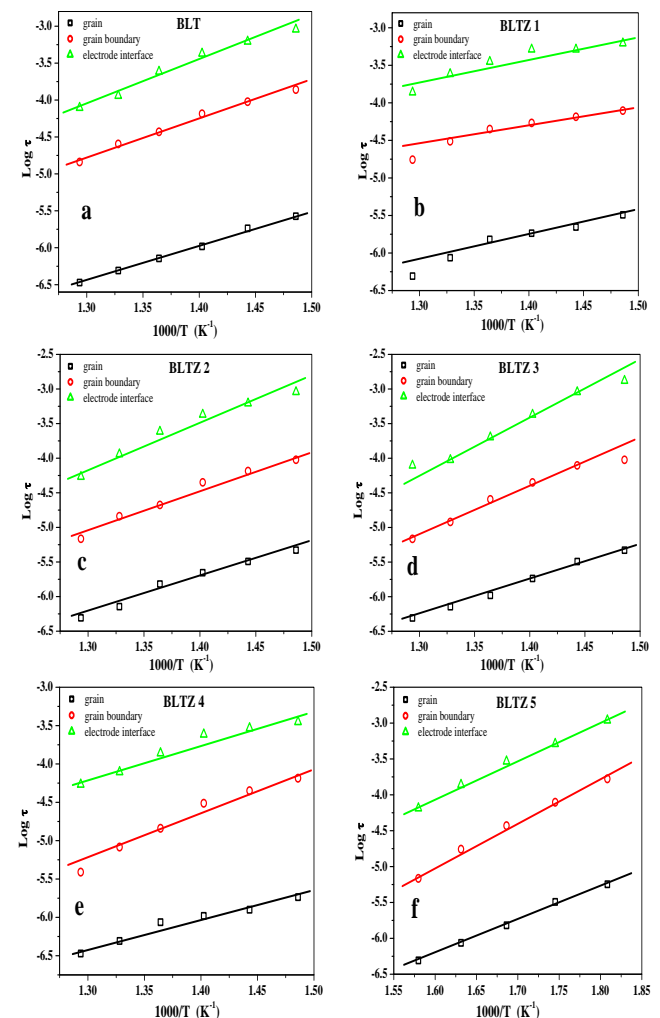 BLT
grain
grain boundary
electrode interface
-3.0
-3.5
-4.0
-4.5
-5.0
-5.5
-6.0
-6.5
Log τ
a
1.30 1.35 1.40 1.45 1.50
1000/T (K⁻¹)
BLTZ 1
grain
grain boundary
electrode interface
-2.0
-2.5
-3.0
-3.5
-4.0
-4.5
-5.0
-5.5
-6.0
-6.5
Log τ
b
1.30 1.35 1.40 1.45 1.50
1000/T (K⁻¹)
BLTZ 2
grain
grain boundary
electrode interface
-2.5
-3.0
-3.5
-4.0
-4.5
-5.0
-5.5
-6.0
-6.5
Log τ
c
1.30 1.35 1.40 1.45 1.50
1000/T (K⁻¹)
BLTZ 3
grain
grain boundary
electrode interface
-2.5
-3.0
-3.5
-4.0
-4.5
-5.0
-5.5
-6.0
-6.5
Log τ
d
1.30 1.35 1.40 1.45 1.50
1000/T (K⁻¹)
BLTZ 4
grain
grain boundary
electrode interface
-3.0
-3.5
-4.0
-4.5
-5.0
-5.5
-6.0
-6.5
Log τ
e
1.30 1.35 1.40 1.45 1.50
1000/T (K⁻¹)
BLTZ 5
grain
grain boundary
electrode interface
-2.5
-3.0
-3.5
-4.0
-4.5
-5.0
-5.5
-6.0
-6.5
Log τ
f
1.55 1.60 1.65 1.70 1.75 1.80 1.85
1000/T (K⁻¹)